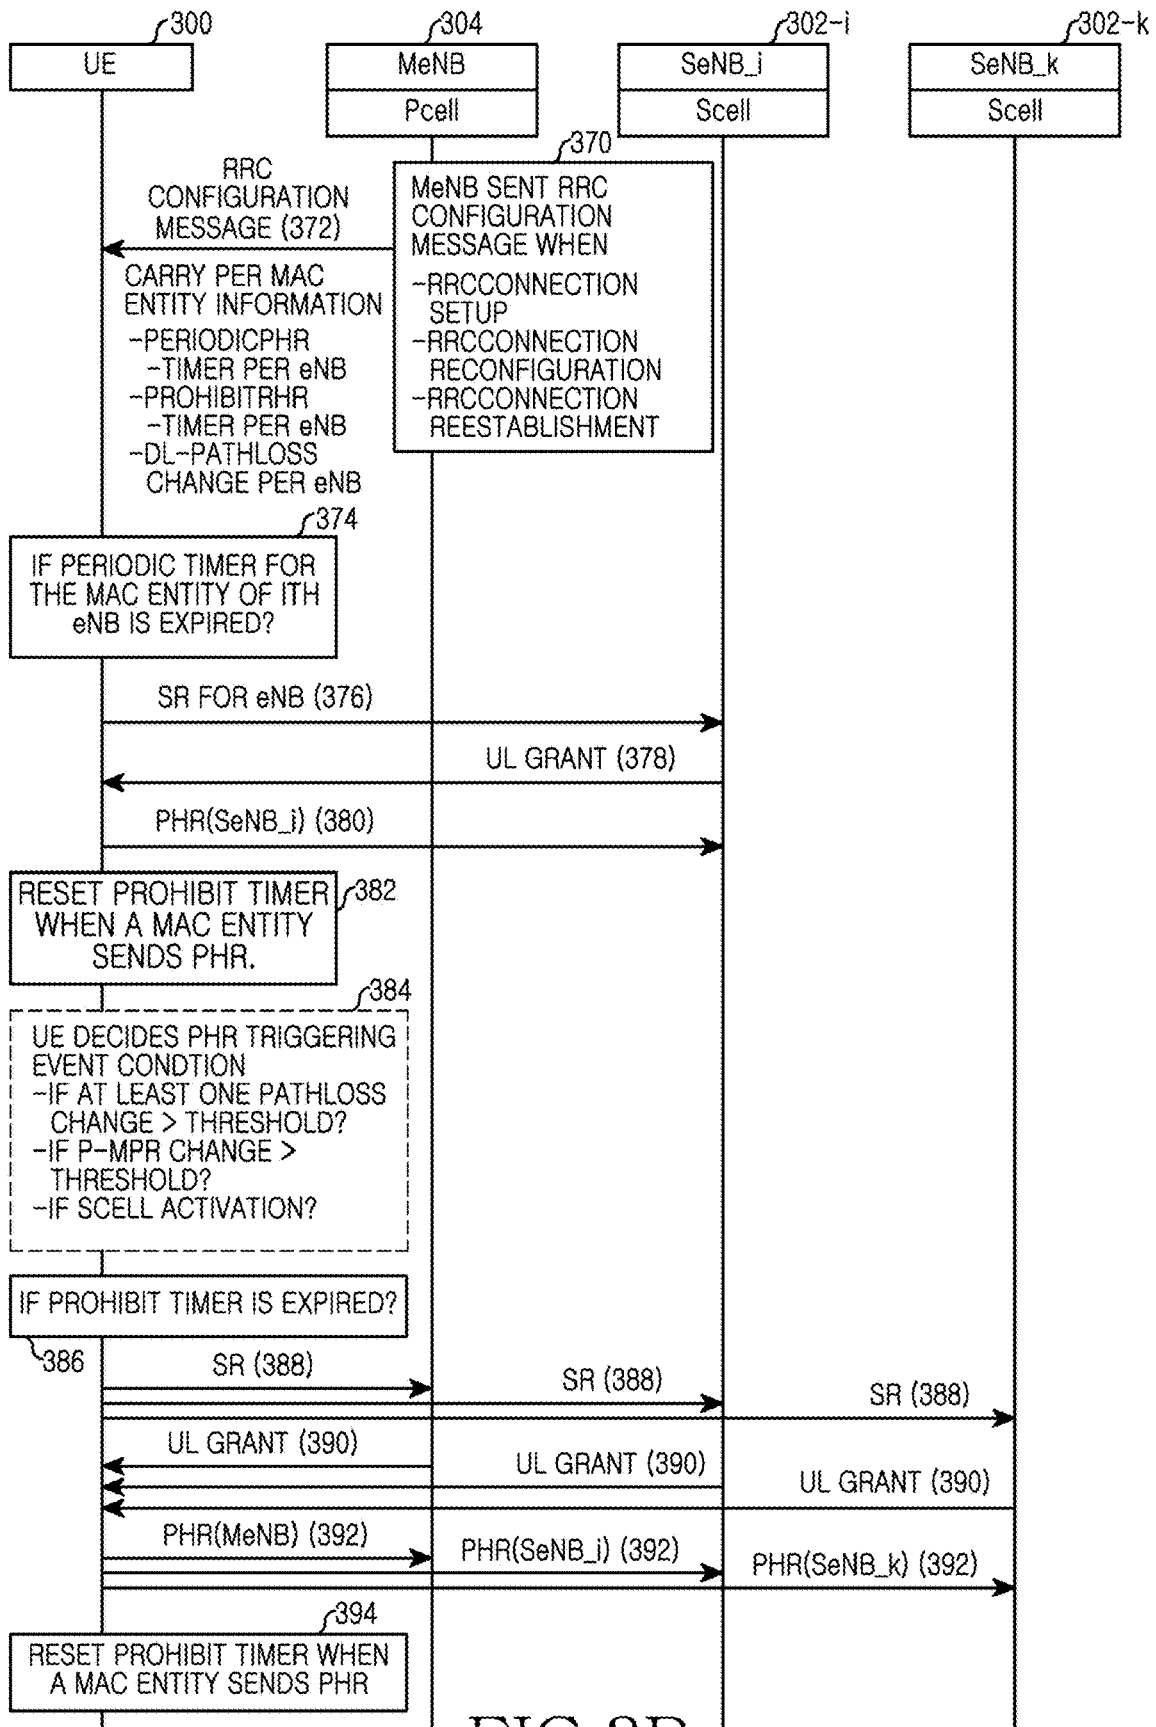 300
304
302-i
302-k
UE
MeNB
SeNB_i
SeNB_k
Pcell
Scell
Scell
370
RRC
CONFIGURATION
MESSAGE (372)
MeNB SENT RRC
CONFIGURATION
MESSAGE WHEN
-RRCCONNECTION
SETUP
-RRCCONNECTION
RECONFIGURATION
-RRCCONNECTION
REESTABLISHMENT
CARRY PER MAC
ENTITY INFORMATION
-PERIODICPHR
-TIMER PER eNB
-PROHIBITRHR
-TIMER PER eNB
-DL-PATHLOSS
CHANGE PER eNB
374
IF PERIODIC TIMER FOR
THE MAC ENTITY OF ITH
eNB IS EXPIRED?
SR FOR eNB (376)
UL GRANT (378)
PHR(SeNB_i) (380)
382
RESET PROHIBIT TIMER
WHEN A MAC ENTITY
SENDS PHR.
384
UE DECIDES PHR TRIGGERING
EVENT CONDTION
-IF AT LEAST ONE PATHLOSS
CHANGE > THRESHOLD?
-IF P-MPR CHANGE >
THRESHOLD?
-IF SCELL ACTIVATION?
IF PROHIBIT TIMER IS EXPIRED?
386
SR (388)
SR (388)
SR (388)
UL GRANT (390)
UL GRANT (390)
UL GRANT (390)
PHR(MeNB) (392)
PHR(SeNB_i) (392)
PHR(SeNB_k) (392)
394
RESET PROHIBIT TIMER WHEN
A MAC ENTITY SENDS PHR